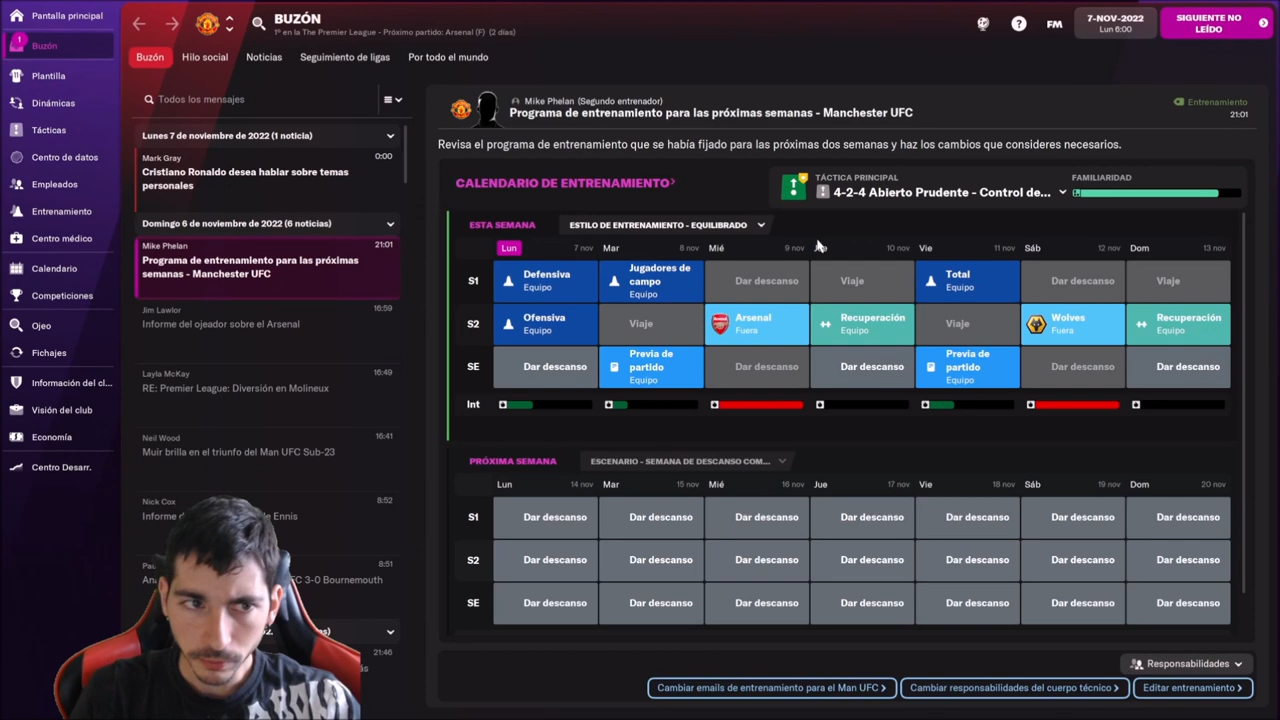 Pantalla principal
1
Buzón
Plantilla
Dinámicas
Tácticas
Centro de datos
Empleados
Entrenamiento
Centro médico
Calendario
Competiciones
Ojeo
Fichajes
Información del cl...
Visión del club
Economía
Centro Desarr.
BUZÓN
1º en la The Premier League - Próximo partido: Arsenal (F) (2 días)
?
FM
7-NOV-2022
Lun 6:00
SIGUIENTE NO
LEÍDO
Buzón
Hilo social
Noticias
Seguimiento de ligas
Por todo el mundo
Todos los mensajes
Lunes 7 de noviembre de 2022 (1 noticia)
Mark Gray
0:00
Cristiano Ronaldo desea hablar sobre temas
personales
Domingo 6 de noviembre de 2022 (6 noticias)
Mike Phelan
21:01
Programa de entrenamiento para las próximas
semanas - Manchester UFC
Jim Lawlor
16:59
Informe del ojeador sobre el Arsenal
Layla McKay
16:49
RE: Premier League: Diversión en Molineux
Neil Wood
16:41
Muir brilla en el triunfo del Man UFC Sub-23
Nick Cox
8:52
Informe de Ennis
8:51
FC 3-0 Bournemouth
21:46
Mike Phelan (Segundo entrenador)
Programa de entrenamiento para las próximas semanas - Manchester UFC
Entrenamiento
21:01
Revisa el programa de entrenamiento que se había fijado para las próximas dos semanas y haz los cambios que consideres necesarios.
CALENDARIO DE ENTRENAMIENTO
TÁCTICA PRINCIPAL
4-2-4 Abierto Prudente - Control de...
FAMILIARIDAD
ESTA SEMANA
ESTILO DE ENTRENAMIENTO - EQUILIBRADO
Lun 7 nov Mar 8 nov Mié 9 nov Jue 10 nov Vie 11 nov Sáb 12 nov Dom 13 nov
S1
Defensiva
Equipo
Jugadores de
campo
Equipo
Dar descanso
Viaje
Total
Equipo
Dar descanso
Viaje
S2
Ofensiva
Equipo
Viaje
Arsenal
Fuera
Recuperación
Equipo
Viaje
Wolves
Fuera
Recuperación
Equipo
SE
Dar descanso
Previa de
partido
Equipo
Dar descanso
Dar descanso
Previa de
partido
Equipo
Dar descanso
Dar descanso
Int
PRÓXIMA SEMANA
ESCENARIO - SEMANA DE DESCANSO COM...
Lun 14 nov Mar 15 nov Mié 16 nov Jue 17 nov Vie 18 nov Sáb 19 nov Dom 20 nov
S1 Dar descanso Dar descanso Dar descanso Dar descanso Dar descanso Dar descanso Dar descanso
S2 Dar descanso Dar descanso Dar descanso Dar descanso Dar descanso Dar descanso Dar descanso
SE Dar descanso Dar descanso Dar descanso Dar descanso Dar descanso Dar descanso Dar descanso
Responsabilidades
Cambiar emails de entrenamiento para el Man UFC
Cambiar responsabilidades del cuerpo técnico
Editar entrenamiento